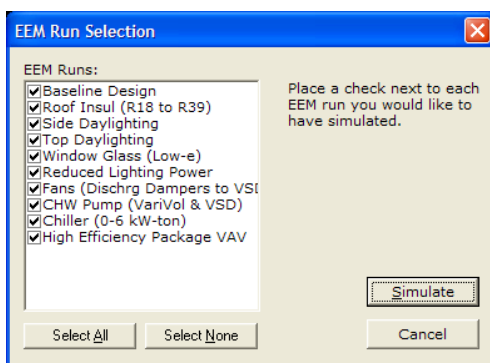 EEM Run Selection
EEM Runs:
Baseline Design
Roof Insul (R18 to R39)
Side Daylighting
Top Daylighting
Window Glass (Low-e)
Reduced Lighting Power
Fans (Dischrg Dampers to VSD
CHW Pump (VariVol & VSD)
Chiller (0-6 kW-ton)
High Efficiency Package VAV
Place a check next to each
EEM run you would like to
have simulated.
Simulate
Select All
Select None
Cancel